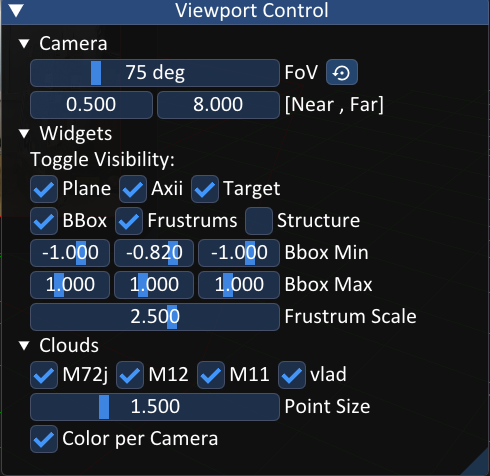 Viewport Control
Camera
75 deg FoV
0.500 8.000 [Near , Far]
Widgets
Toggle Visibility:
Plane Axii Target
BBox Frustrums Structure
-1.000 -0.820 -1.000 Bbox Min
1.000 1.000 1.000 Bbox Max
2.500 Frustrum Scale
Clouds
M72j M12 M11 vlad
1.500 Point Size
Color per Camera